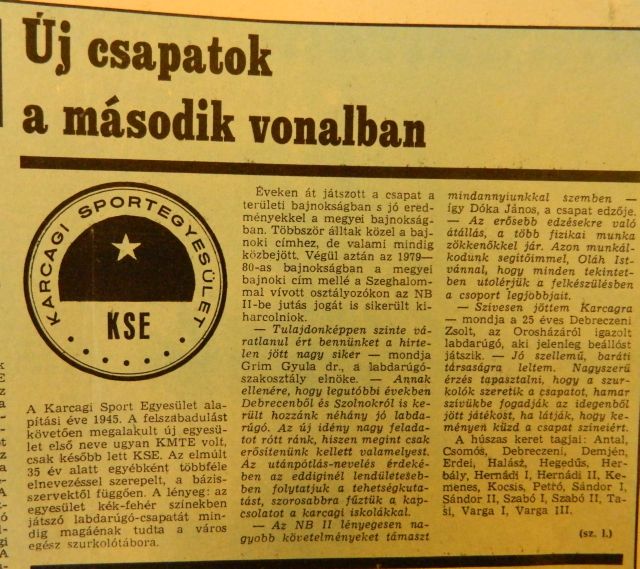 Új csapatok
a második vonalban
KARCAGI SPORTEGYESÜLET
KSE
A Karcagi Sport Egyesület ala-
pítási éve 1945. A felszabadulást
követően megalakult új egyesü-
let első neve ugyan KMTE volt,
csak később lett KSE. Az elmúlt
35 év alatt egyébként többféle
elnevezéssel szerepelt, a bázis-
szervektől függően. A lényeg: az
egyesület kék-fehér színekben
játszó labdarúgó-csapatát min-
dig magáénak tudta a város
egész szurkolótábora.
Éveken át játszott a csapat a
területi bajnokságban s jó ered-
ményekkel a megyei bajnokság-
ban. Többször álltak közel a baj-
noki címhez, de valami mindig
közbejött. Végül aztán az 1979—
80-as bajnokságban a megyei
bajnoki cím mellé a Szeghalom-
mal vívott osztályozókon az NB
II-be jutás jogát is sikerült ki-
harcolniok.
— Tulajdonképpen szinte vá-
ratlanul ért bennünket a hirte-
len jött nagy siker — mondja
Grim Gyula dr., a labdarúgó-
szakosztály elnöke. — Annak
ellenére, hogy legutóbbi években
Debrecenből és Szolnokról is ke-
rült hozzánk néhány jó labda-
rúgó. Az új idény nagy felada-
tot rótt ránk, hiszen megint csak
erősítenünk kellett valamelyest.
Az utánpótlás-nevelés érdeké-
ben az eddiginél lendületeseb-
ben folytatjuk a tehetségkuta-
tást, szorosabbra fűztük a kap-
csolatot a karcagi iskolákkal.
— Az NB II lényegesen na-
gyobb követelményeket támaszt
mindannyiunkkal szemben —
így Dóka János, a csapat edzője.
— Az erősebb edzésekre való
átállás, a több fizikai munka
zökkenőkkel jár. Azon munkál-
kodunk segítőimmel, Oláh Ist-
vánnal, hogy minden tekintet-
ben utolérjük a felkészülésben
a csoport legjobbjait.
— Szívesen jöttem Karcagra
— mondja a 25 éves Debreczeni
Zsolt, az Orosházáról igazolt
labdarúgó, aki jelenleg beállóst
játszik. — Jó szellemű, baráti
társaságra leltem. Nagyszerű
érzés tapasztalni, hogy a szur-
kolók szeretik a csapatot, hamar
szívükbe fogadják az idegenből
jött játékost, ha látják, hogy ke-
ményen küzd a csapat színeiért.
A húszas keret tagjai: Antal,
Csomós, Debreczeni, Demjén,
Erdei, Halász, Hegedűs, Her-
bály, Hernádi I, Hernádi II, Ke-
menes, Kocsis, Petró, Sándor I,
Sándor II, Szabó I, Szabó II, Ta-
si, Varga I, Varga III.
(sz. l.)